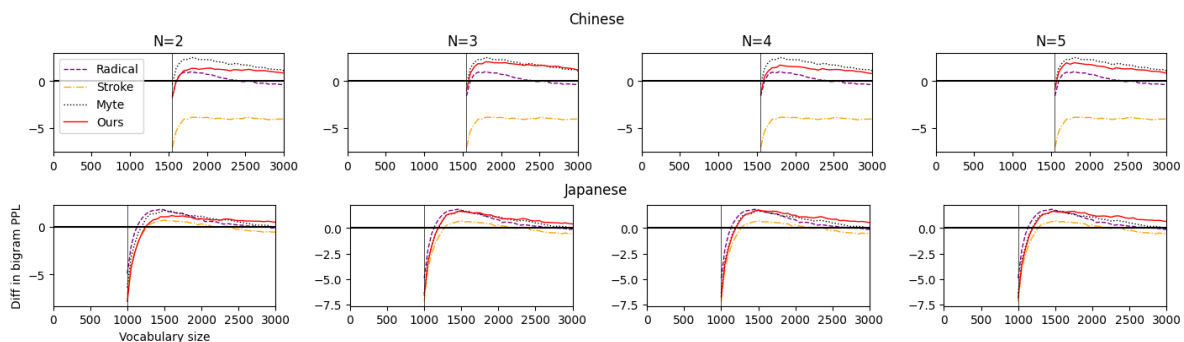 Chinese
N=2 N=3 N=4 N=5
0 0 0 0
−5 −5 −5 −5
Radical
Stroke
Myte
Ours
0 500 1000 1500 2000 2500 3000 0 500 1000 1500 2000 2500 3000 0 500 1000 1500 2000 2500 3000 0 500 1000 1500 2000 2500 3000
Japanese
Diff in bigram PPL
0 0.0 0.0 0.0
−2.5 −2.5 −2.5
−5 −5.0 −5.0 −5.0
−7.5 −7.5 −7.5
0 500 1000 1500 2000 2500 3000 0 500 1000 1500 2000 2500 3000 0 500 1000 1500 2000 2500 3000 0 500 1000 1500 2000 2500 3000
Vocabulary size